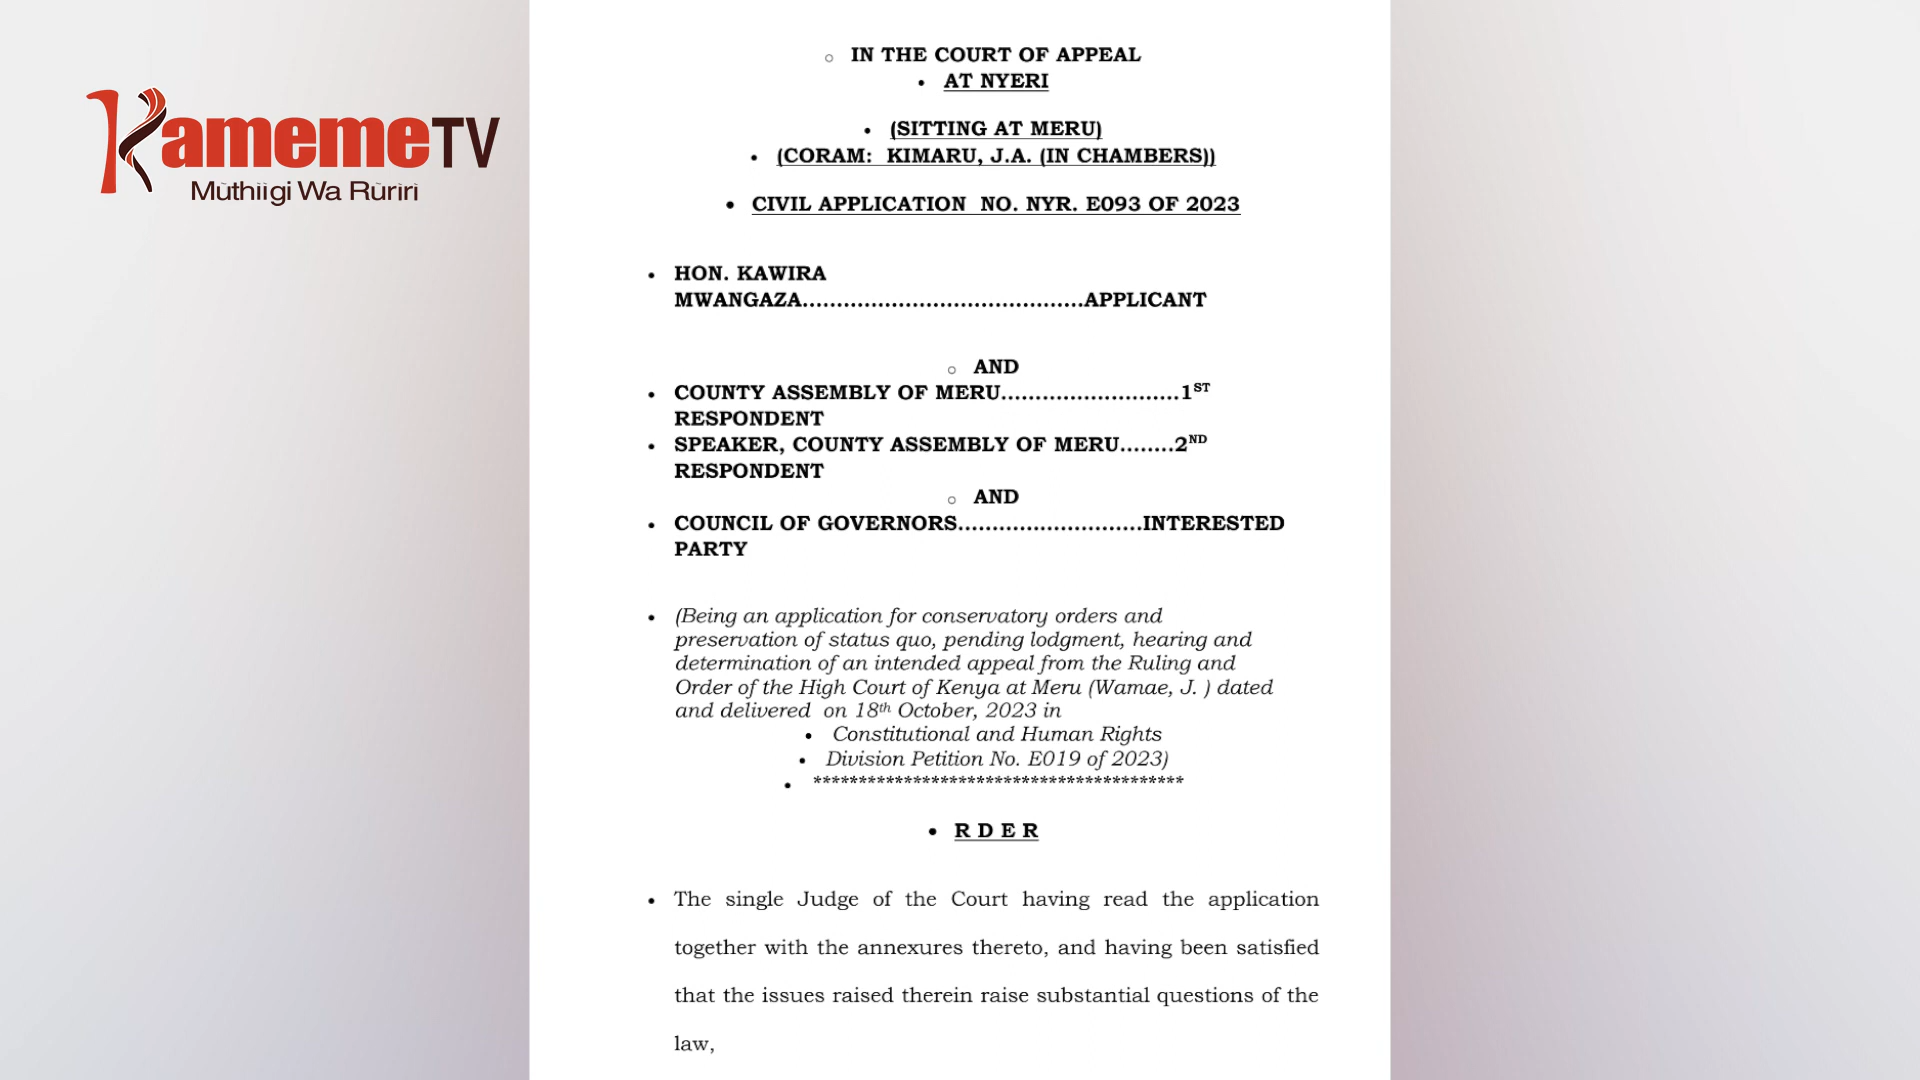 KamemeTV
Mũthiigi Wa Rũrĩrĩ
○ IN THE COURT OF APPEAL
• AT NYERI
• (SITTING AT MERU)
• (CORAM: KIMARU, J.A. (IN CHAMBERS))
• CIVIL APPLICATION NO. NYR. E093 OF 2023
• HON. KAWIRA
MWANGAZA.........................................APPLICANT
○ AND
• COUNTY ASSEMBLY OF MERU..........................1ST
RESPONDENT
• SPEAKER, COUNTY ASSEMBLY OF MERU........2ND
RESPONDENT
○ AND
• COUNCIL OF GOVERNORS...........................INTERESTED
PARTY
• (Being an application for conservatory orders and
preservation of status quo, pending lodgment, hearing and
determination of an intended appeal from the Ruling and
Order of the High Court of Kenya at Meru (Wamae, J. ) dated
and delivered on 18th October, 2023 in
• Constitutional and Human Rights
• Division Petition No. E019 of 2023)
• *****************************************
• R D E R
• The single Judge of the Court having read the application
together with the annexures thereto, and having been satisfied
that the issues raised therein raise substantial questions of the
law,